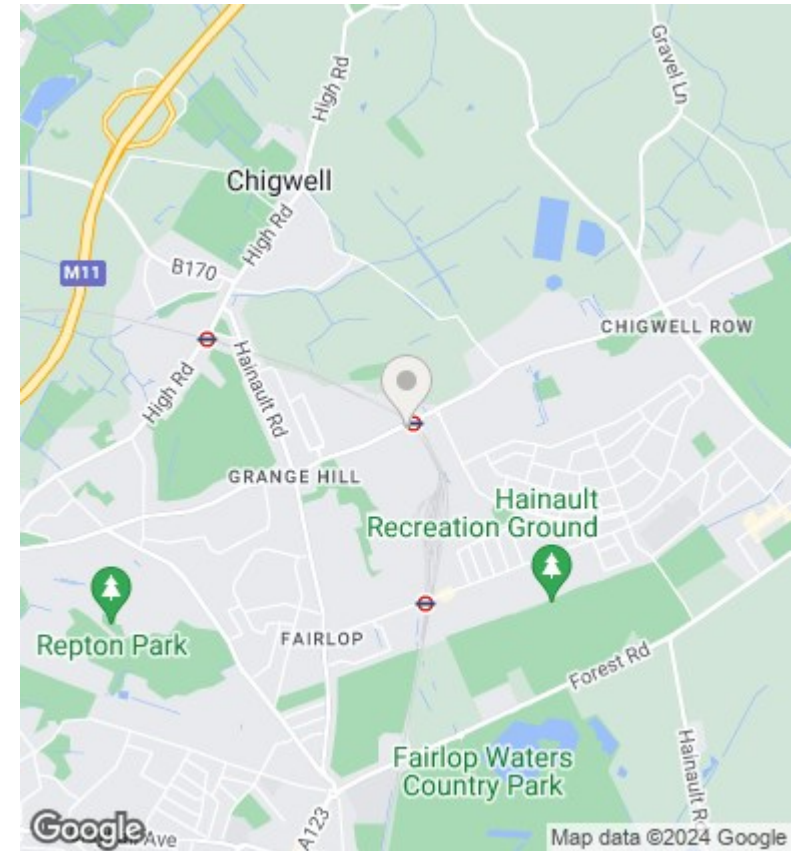 Gravel Ln
High Rd
Chigwell
High Rd
B170
M11
CHIGWELL ROW
Hainault Rd
High Rd
GRANGE HILL
Hainault
Recreation Ground
Repton Park
FAIRLOP
Forest Rd
Fairlop Waters
Country Park
Hainault Rd
A123
Google
Ave
Map data ©2024 Google